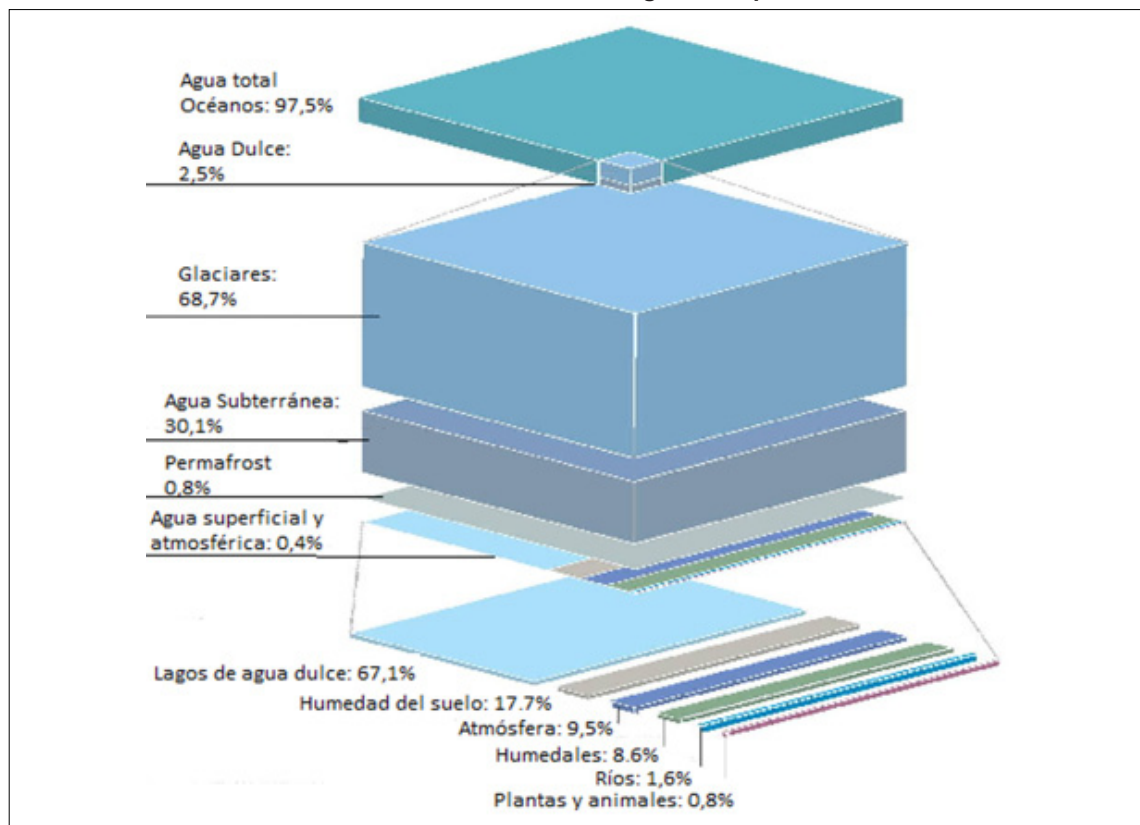 Agua total
Océanos: 97,5%
Agua Dulce:
2,5%
Glaciares:
68,7%
Agua Subterránea:
30,1%
Permafrost
0,8%
Agua superficial y
atmosférica: 0,4%
Lagos de agua dulce: 67,1%
Humedad del suelo: 17.7%
Atmósfera: 9,5%
Humedales: 8.6%
Ríos: 1,6%
Plantas y animales: 0,8%